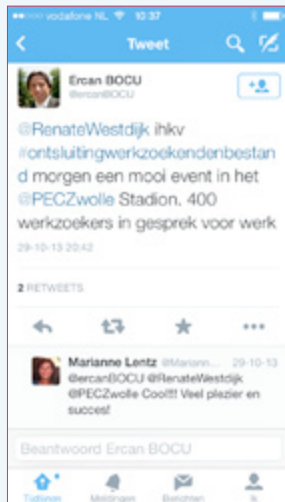 vodafone NL 10:37
Tweet
Ercan BOCU
@ercanBOCU
@RenateWestdijk ihkv
#ontsluitingwerkzoekendenbestan
d morgen een mooi event in het
@PECZwolle Stadion. 400
werkzoekers in gesprek voor werk
29-10-13 20:42
2 RETWEETS
Marianne Lentz @Mariann... 29-10-13
@ercanBOCU @RenateWestdijk
@PECZwolle Cool!!! Veel plezier en
succes!
Beantwoord Ercan BOCU
Tijdlijnen Meldingen Berichten Ik